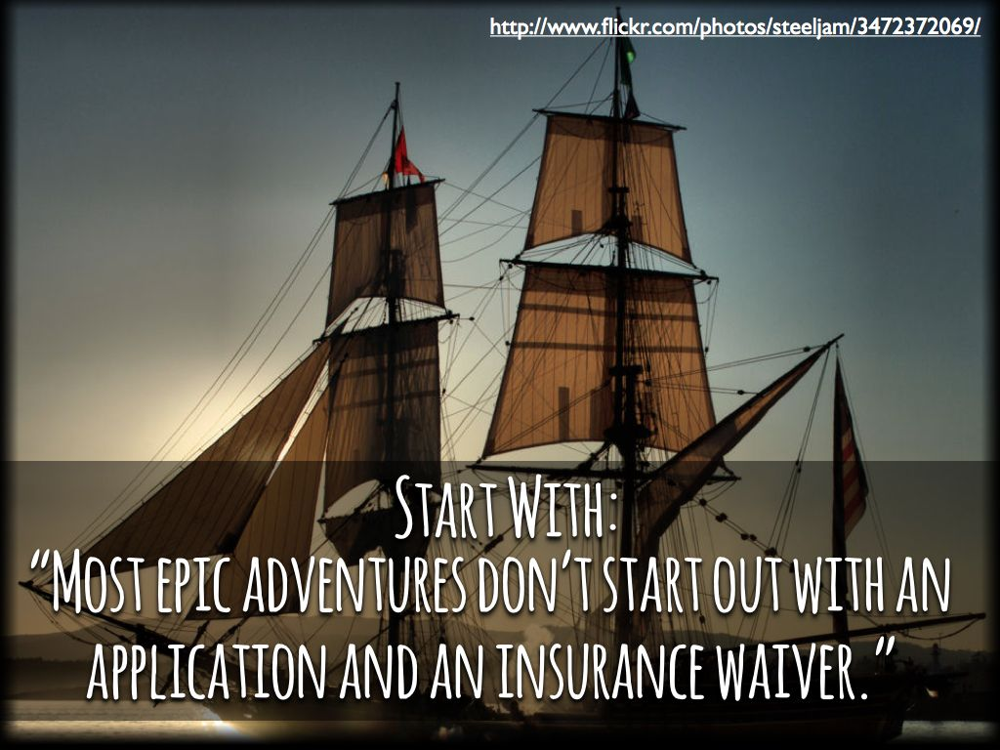 http://www.flickr.com/photos/steeljam/3472372069/
Start With:
“Most epic adventures don’t start out with an
application and an insurance waiver.”